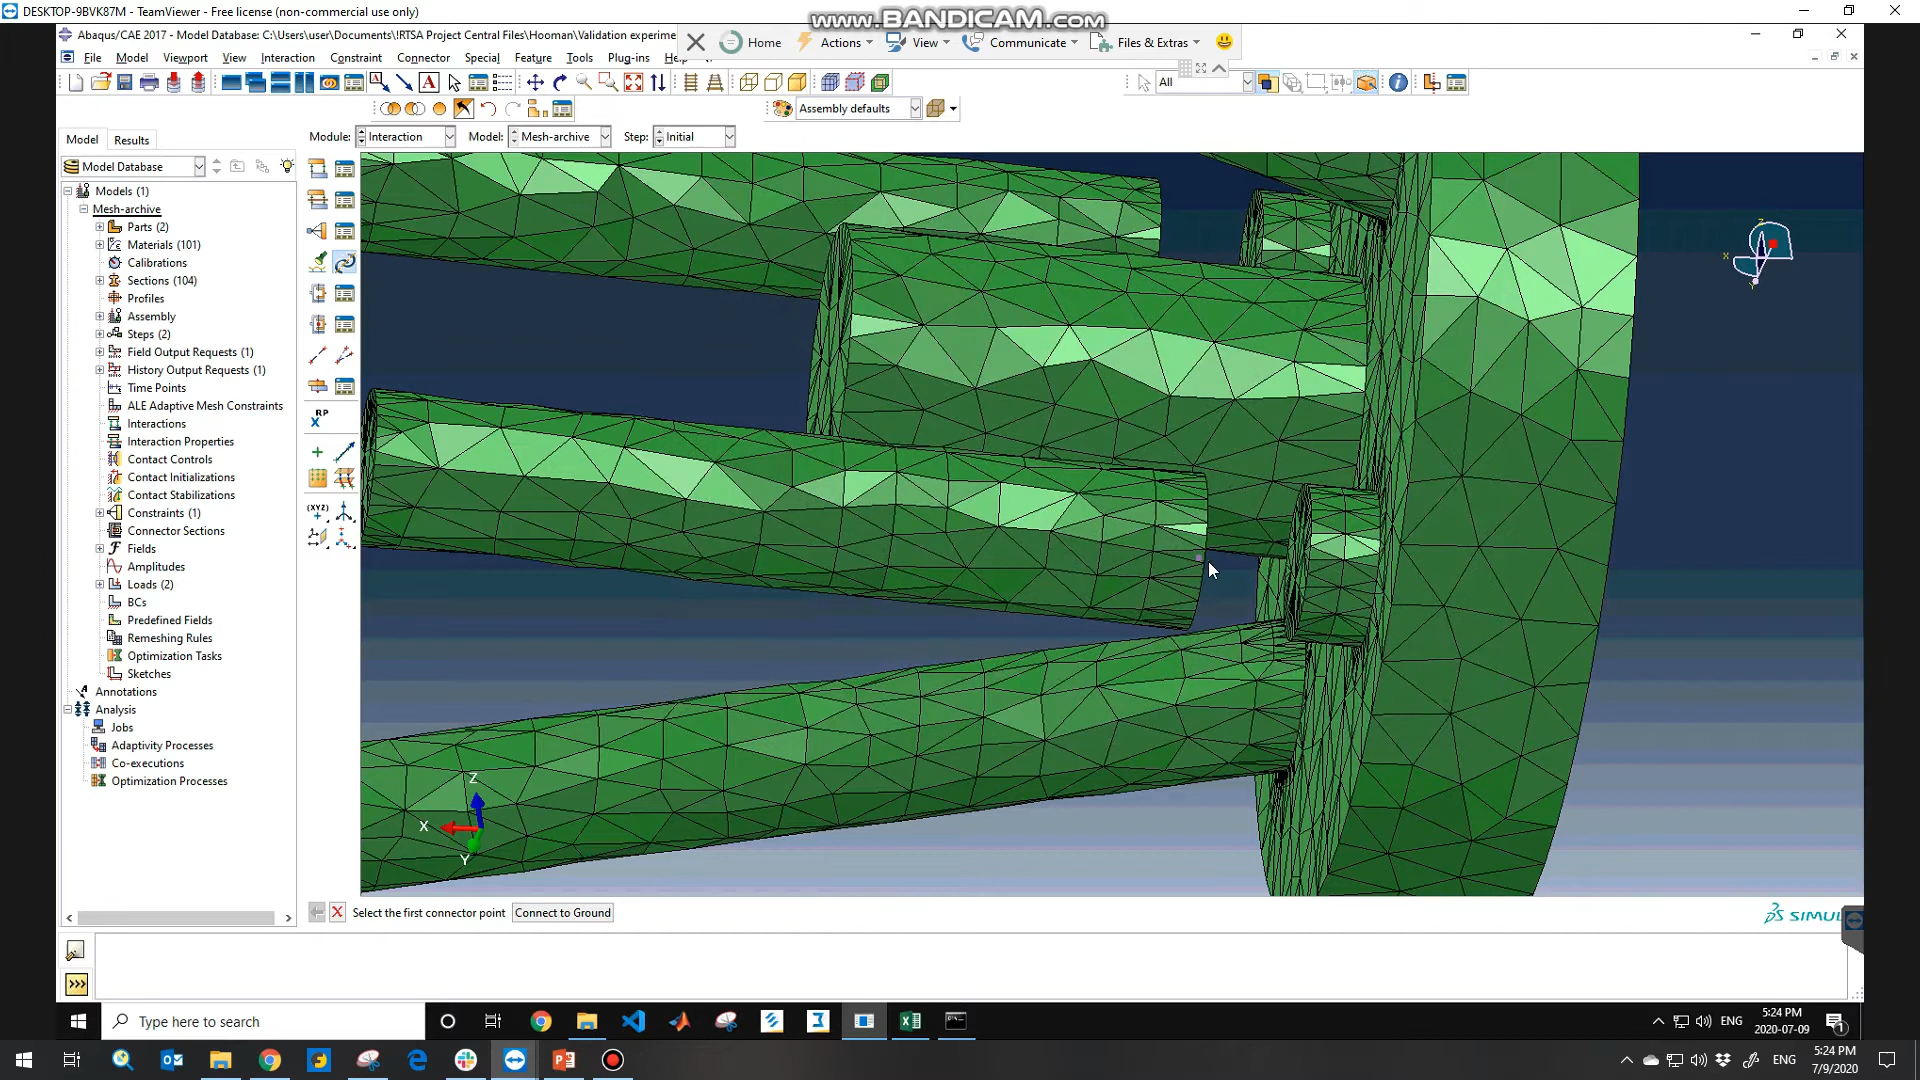 DESKTOP-9BVK87M - TeamViewer - Free license (non-commercial use only)
www.BANDICAM.com
Abaqus/CAE 2017 - Model Database: C:\Users\user\Documents\!RTSA Project Central Files\Hooman\Validation experime
Home Actions View Communicate Files & Extras
File Model Viewport View Interaction Constraint Connector Special Feature Tools Plug-ins
A A All
Assembly defaults
Model Results
Module: Interaction Model: Mesh-archive Step: Initial
Model Database
Models (1)
Mesh-archive
Parts (2)
Materials (101)
Calibrations
Sections (104)
Profiles
Assembly
Steps (2)
Field Output Requests (1)
History Output Requests (1)
Time Points
ALE Adaptive Mesh Constraints
Interactions
Interaction Properties
Contact Controls
Contact Initializations
Contact Stabilizations
Constraints (1)
Connector Sections
Fields
Amplitudes
Loads (2)
BCs
Predefined Fields
Remeshing Rules
Optimization Tasks
Sketches
Annotations
Analysis
Jobs
Adaptivity Processes
Co-executions
Optimization Processes
RP
(XYZ)
Z
X
Y
Z
X
Y
Select the first connector point Connect to Ground
SIMUL
>>>
Type here to search
ENG
5:24 PM
2020-07-09
1
ENG
5:24 PM
7/9/2020